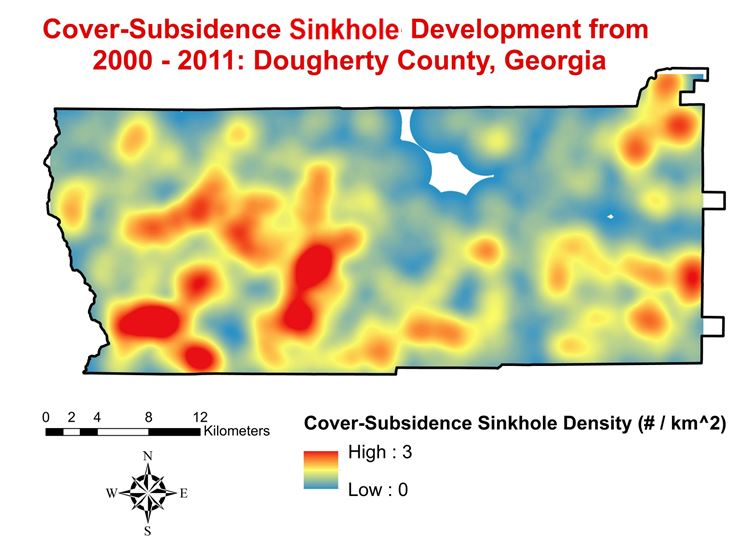 Cover-Subsidence Sinkhole Development from
2000 - 2011: Dougherty County, Georgia
0 2 4 8 12
Kilometers
N
W E
S
Cover-Subsidence Sinkhole Density (# / km^2)
High : 3
Low : 0